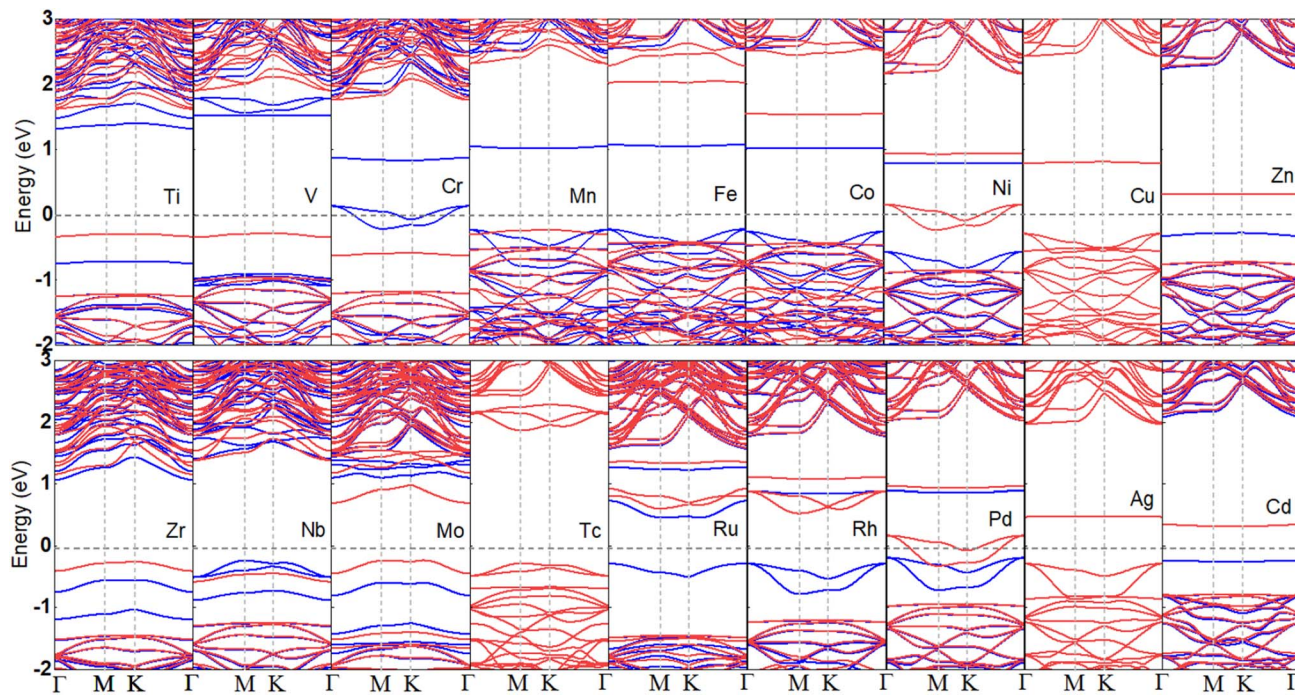 3
2
1
0
-1
-2
Energy (eV)
Ti
V
Cr
Mn
Fe
Co
Ni
Cu
Zn
3
2
1
0
-1
-2
Energy (eV)
Zr
Nb
Mo
Tc
Ru
Rh
Pd
Ag
Cd
Γ M K Γ M K Γ M K Γ M K Γ M K Γ M K Γ M K Γ M K Γ M K Γ